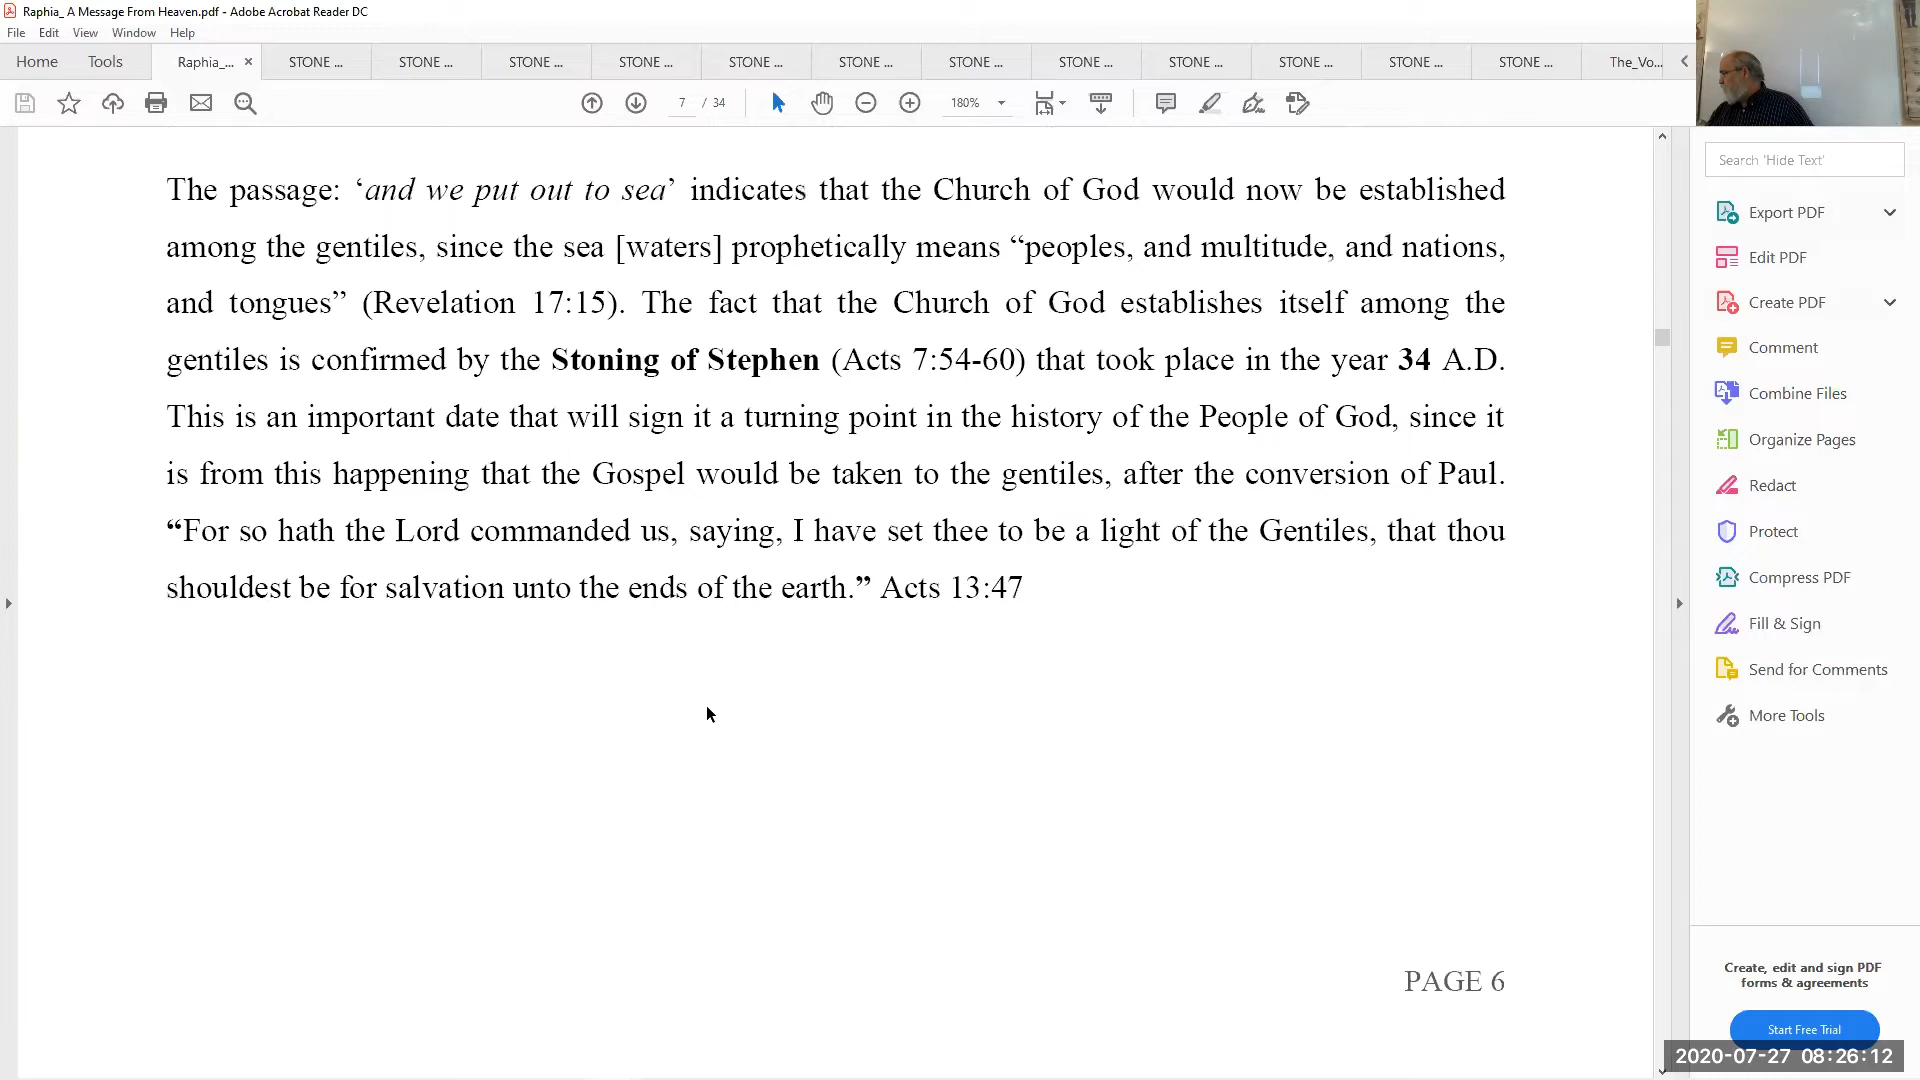 Raphia_ A Message From Heaven.pdf - Adobe Acrobat Reader DC
File Edit View Window Help
Home Tools Raphia_... × STONE ... STONE ... STONE ... STONE ... STONE ... STONE ... STONE ... STONE ... STONE ... STONE ... STONE ... STONE ... The_Vo...
7 / 34 180%
The passage: ‘and we put out to sea’ indicates that the Church of God would now be established
among the gentiles, since the sea [waters] prophetically means “peoples, and multitude, and nations,
and tongues” (Revelation 17:15). The fact that the Church of God establishes itself among the
gentiles is confirmed by the Stoning of Stephen (Acts 7:54-60) that took place in the year 34 A.D.
This is an important date that will sign it a turning point in the history of the People of God, since it
is from this happening that the Gospel would be taken to the gentiles, after the conversion of Paul.
“For so hath the Lord commanded us, saying, I have set thee to be a light of the Gentiles, that thou
shouldest be for salvation unto the ends of the earth.” Acts 13:47
PAGE 6
Search 'Hide Text'
Export PDF
Edit PDF
Create PDF
Comment
Combine Files
Organize Pages
Redact
Protect
Compress PDF
Fill & Sign
Send for Comments
More Tools
Create, edit and sign PDF
forms & agreements
Start Free Trial
2020-07-27 08:26:12